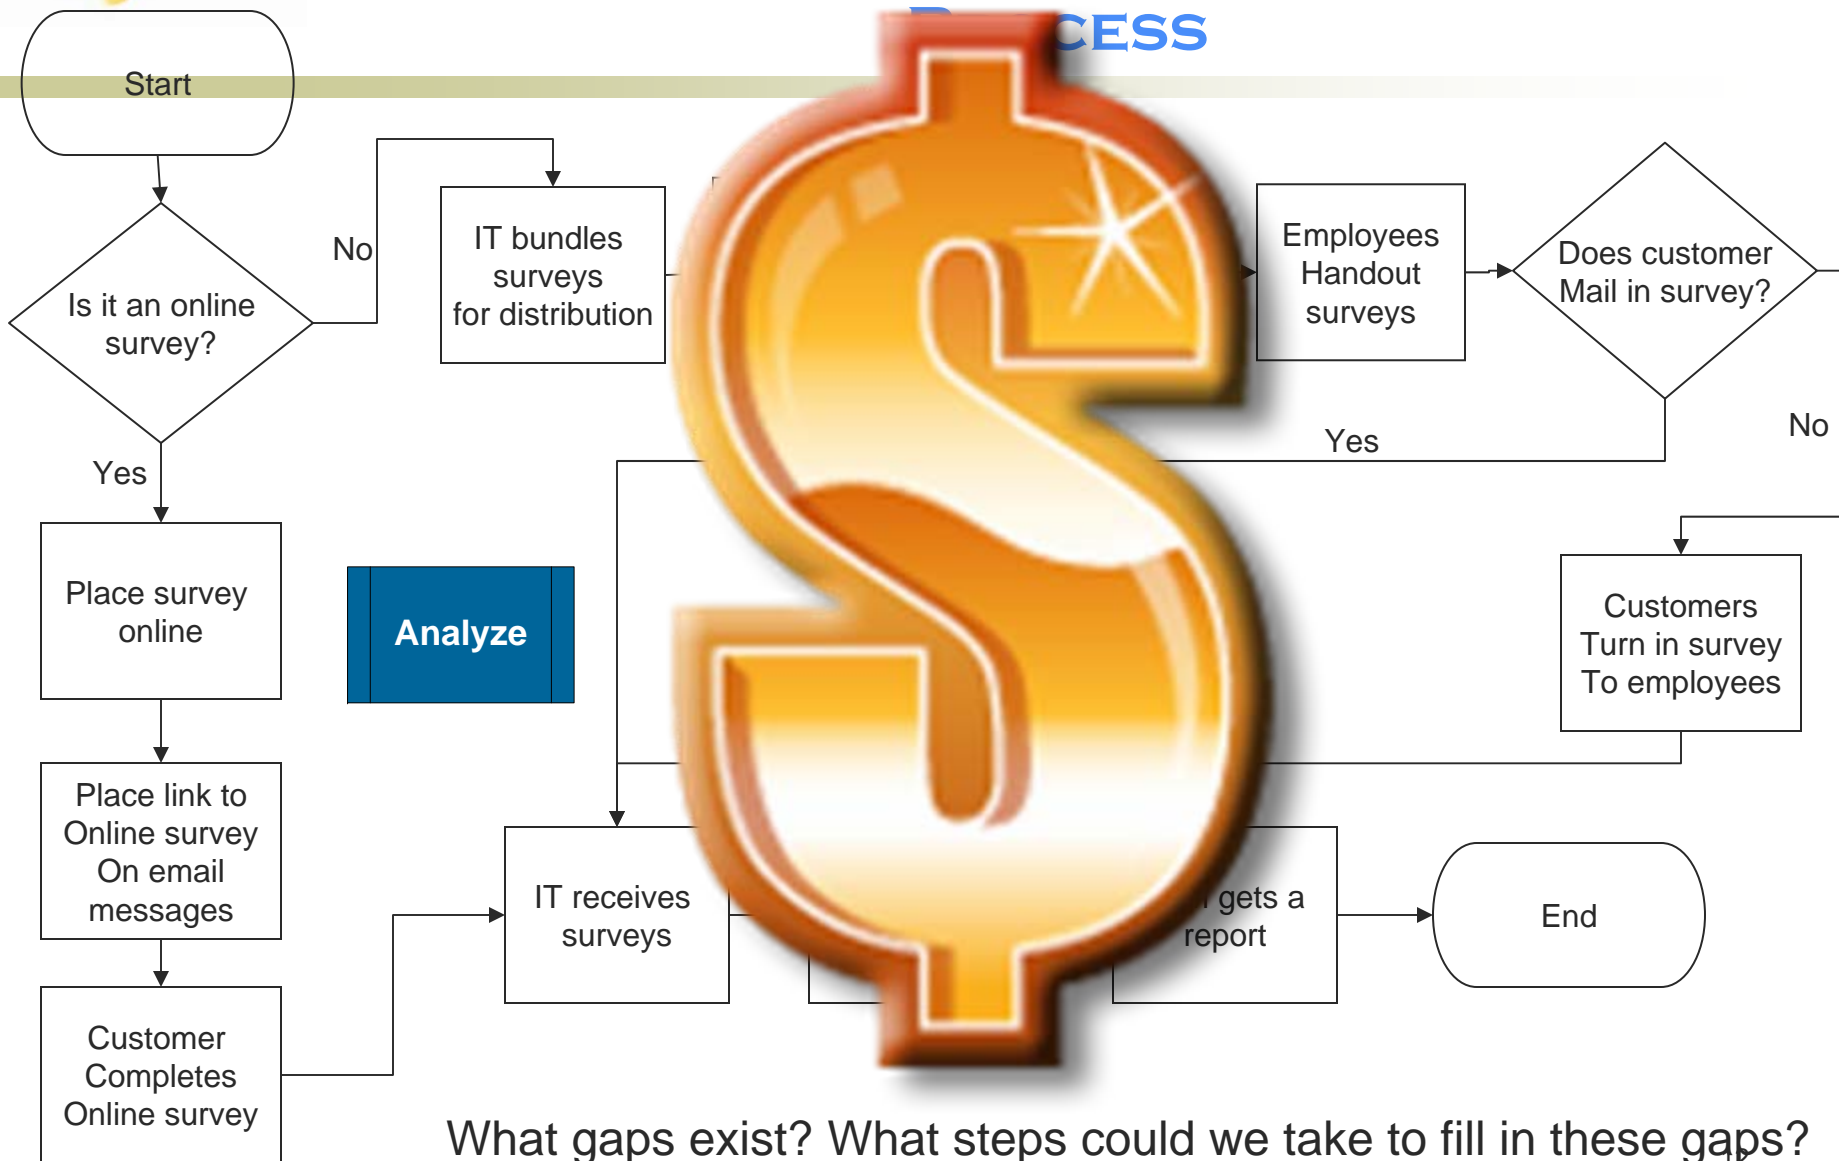 CESS
Start
No
IT bundles
surveys
for distribution
Employees
Handout
surveys
Does customer
Mail in survey?
Is it an online
survey?
Yes
No
Yes
Place survey
online
Analyze
Customers
Turn in survey
To employees
Place link to
Online survey
On email
messages
IT receives
surveys
gets a
report
End
Customer
Completes
Online survey
What gaps exist? What steps could we take to fill in these gaps?